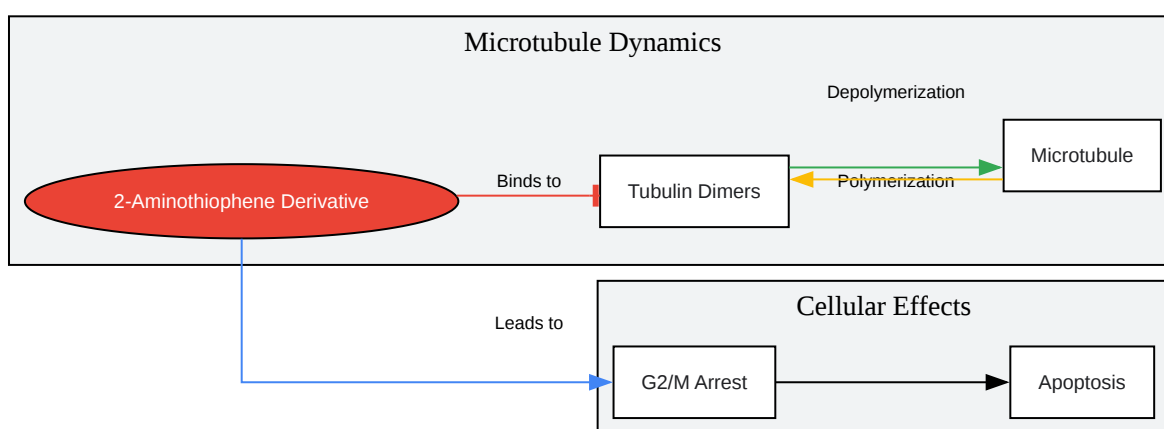 Microtubule Dynamics
Depolymerization
Microtubule
Binds to
Tubulin Dimers
Polymerization
2-Aminothiophene Derivative
Cellular Effects
Leads to
G2/M Arrest
Apoptosis